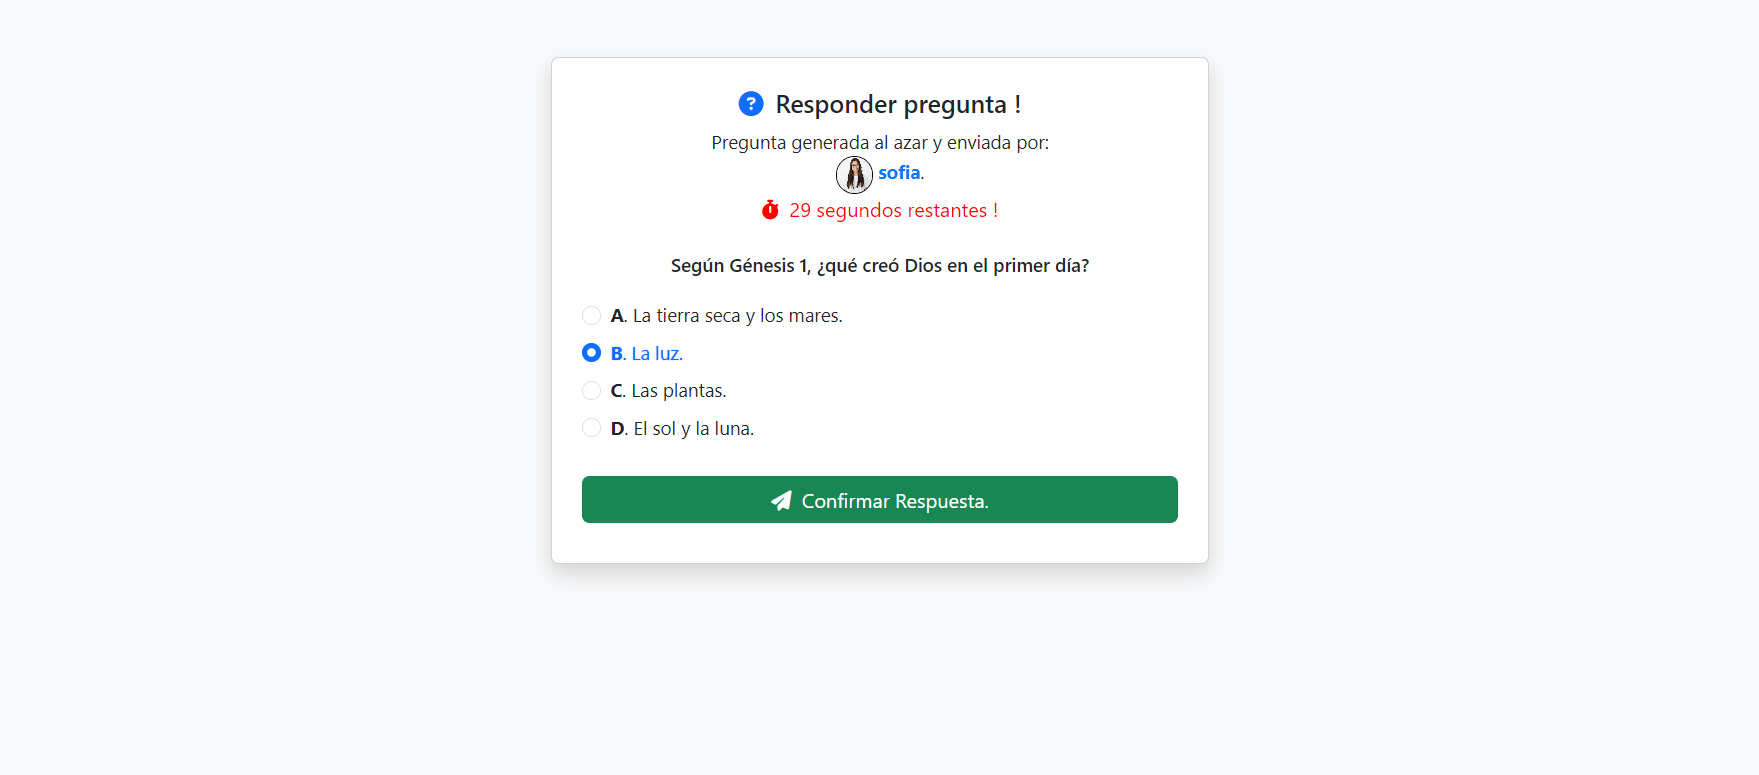 Responder pregunta !
Pregunta generada al azar y enviada por:
sofia.
29 segundos restantes !
Según Génesis 1, ¿qué creó Dios en el primer día?
A. La tierra seca y los mares.
B. La luz.
C. Las plantas.
D. El sol y la luna.
Confirmar Respuesta.